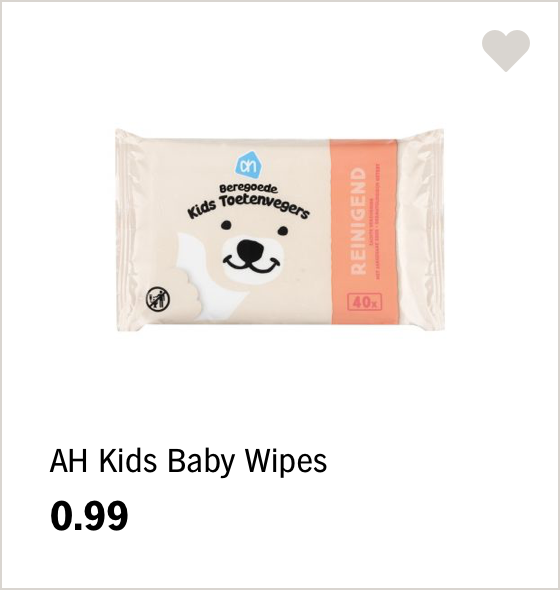 ah
Beregoede
Kids Toetenvegers
REINIGEND
40x
AH Kids Baby Wipes
0.99